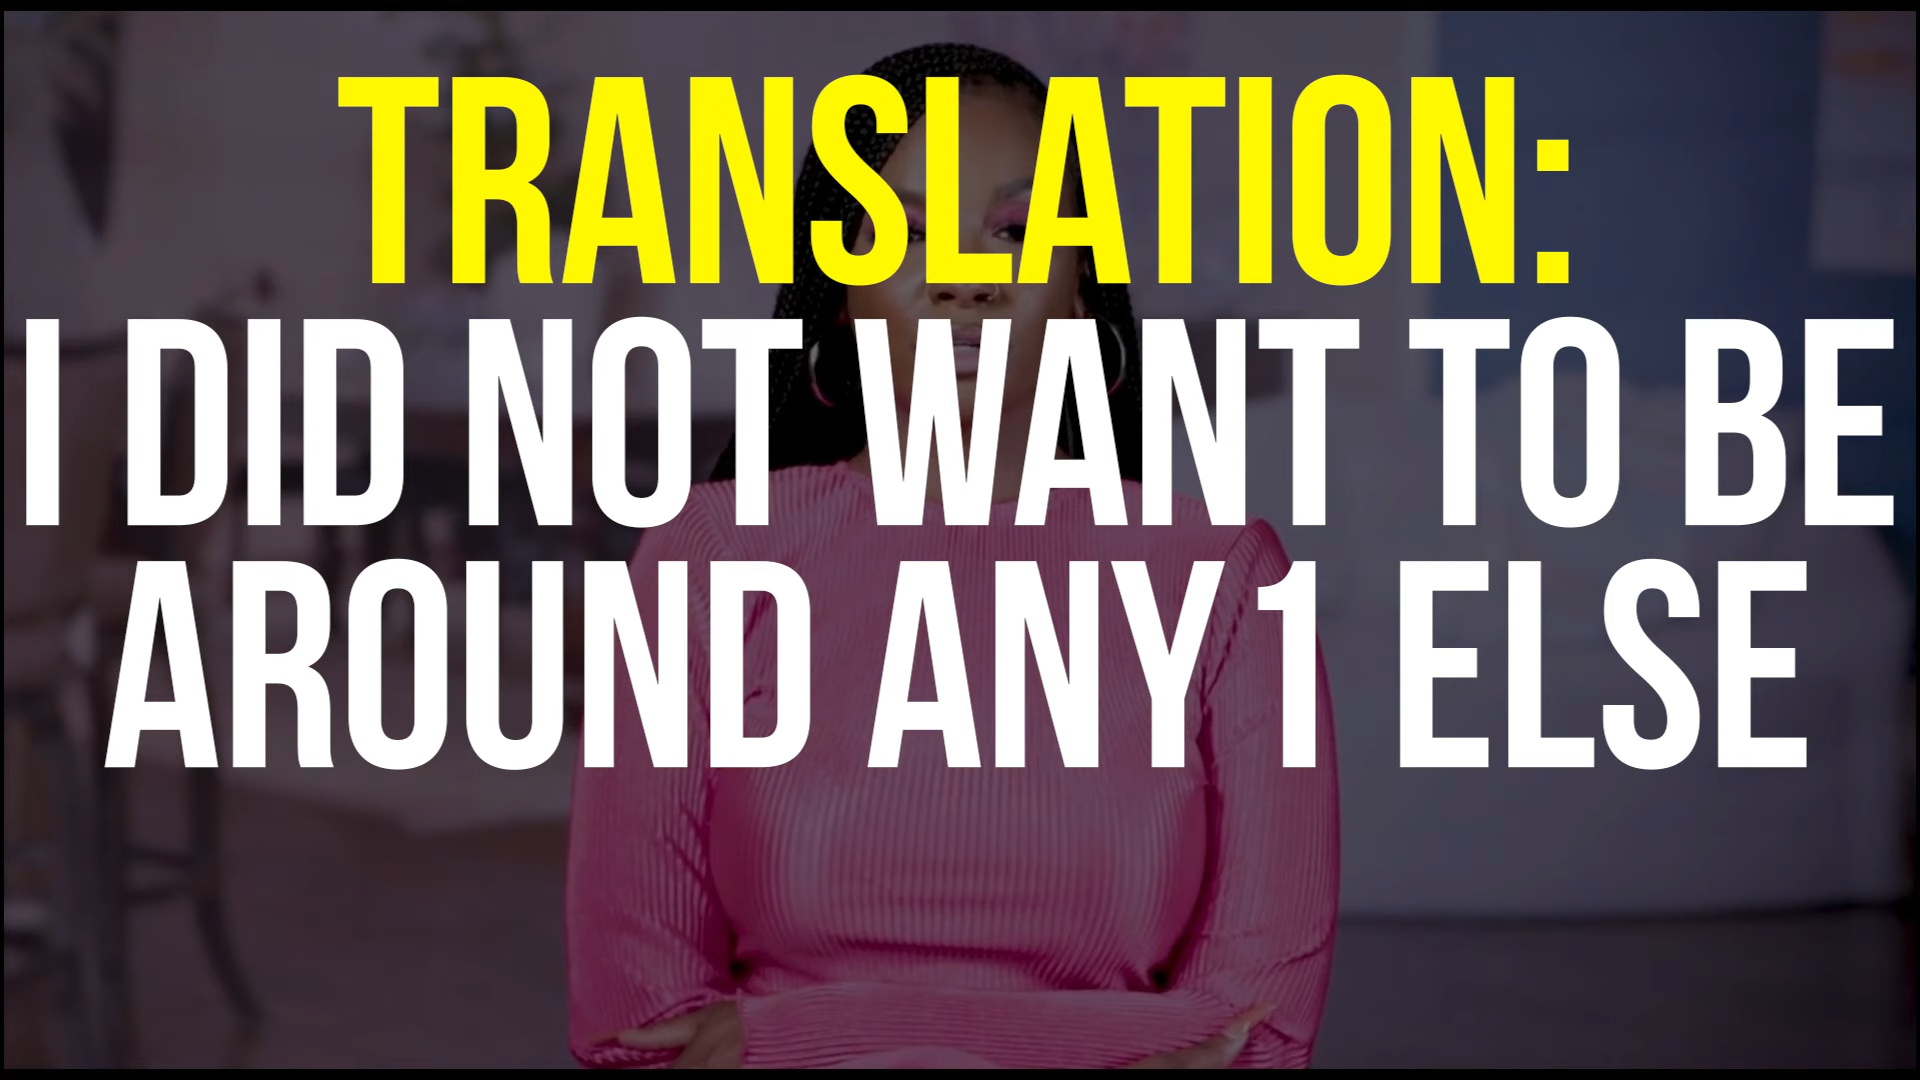 TRANSLATION:
I DID NOT WANT TO BE
AROUND ANY1 ELSE